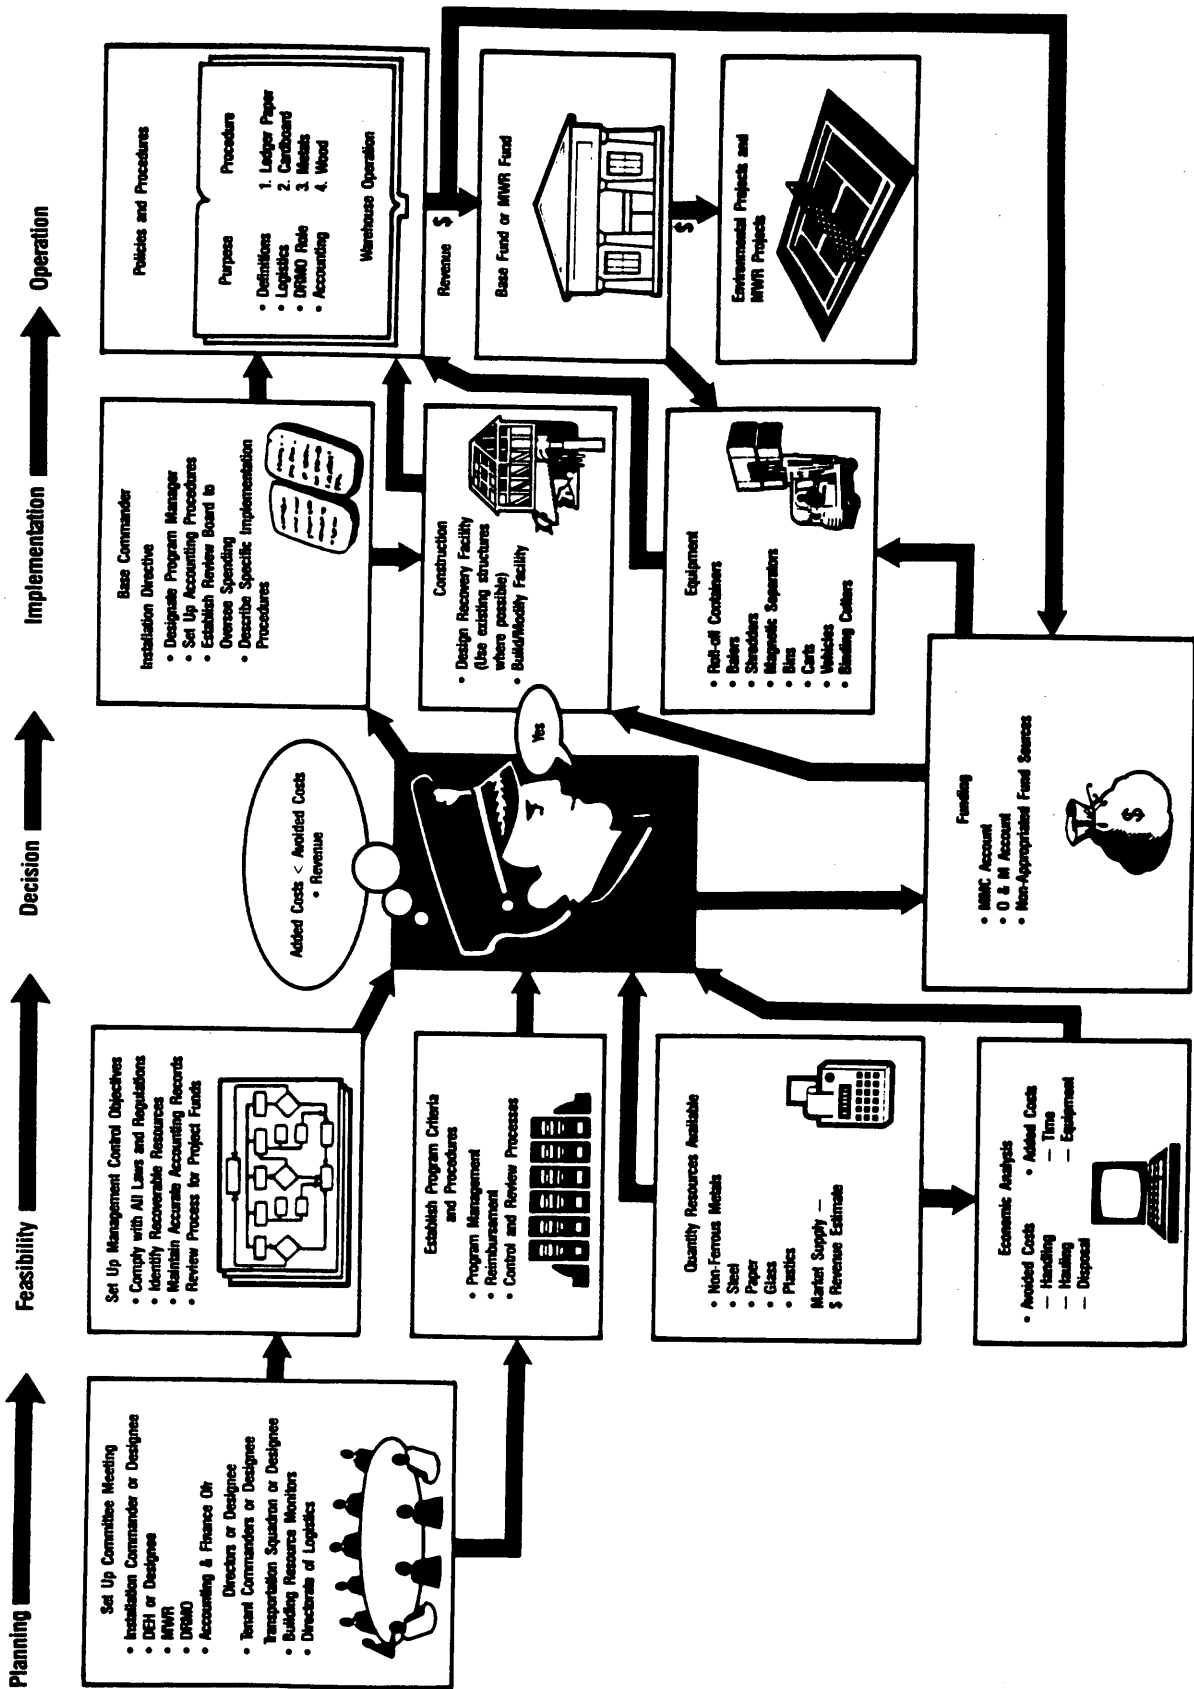 Planning
Feasibility
Decision
Implementation
Operation
Set Up Committee Meeting
• Installation Commander or Designee
• DEH or Designee
• MWR
• DRMO
• Accounting & Finance Ofr
Directors or Designee
• Tenant Commanders or Designee
Transportation Squadron or Designee
• Building Resource Monitors
• Directorate of Logistics
Set Up Management Control Objectives
• Comply with All Laws and Regulations
• Identify Recoverable Resources
• Maintain Accurate Accounting Records
• Review Process for Project Funds
Establish Program Criteria
and Procedures
• Program Management
• Reimbursement
• Control and Review Processes
Quantity Resources Available
• Non-Ferrous Metals
• Steel
• Paper
• Glass
• Plastics
Market Supply —
$ Revenue Estimate
Economic Analysis
• Avoided Costs
— Handling
— Hauling
— Disposal
• Added Costs
— Time
— Equipment
Added Costs < Avoided Costs
• Revenue
Yes
Funding
• MIMC Account
• O & M Account
• Non-Appropriated Fund Sources
$
Base Commander
Installation Directive
• Designate Program Manager
• Set Up Accounting Procedures
• Establish Review Board to
Oversee Spending
• Describe Specific Implementation
Procedures
Construction
• Design Recovery Facility
(Use existing structures
where possible)
• Build/Modify Facility
Equipment
• Roll-off Containers
• Balers
• Shredders
• Magnetic Separators
• Bins
• Carts
• Vehicles
• Binding Cutters
Policies and Procedures
Purpose
• Definitions
• Logistics
• DRMO Role
• Accounting
Procedure
1. Ledger Paper
2. Cardboard
3. Metals
4. Wood
Warehouse Operation
Revenue $
Base Fund or MWR Fund
$
Environmental Projects and
MWR Projects